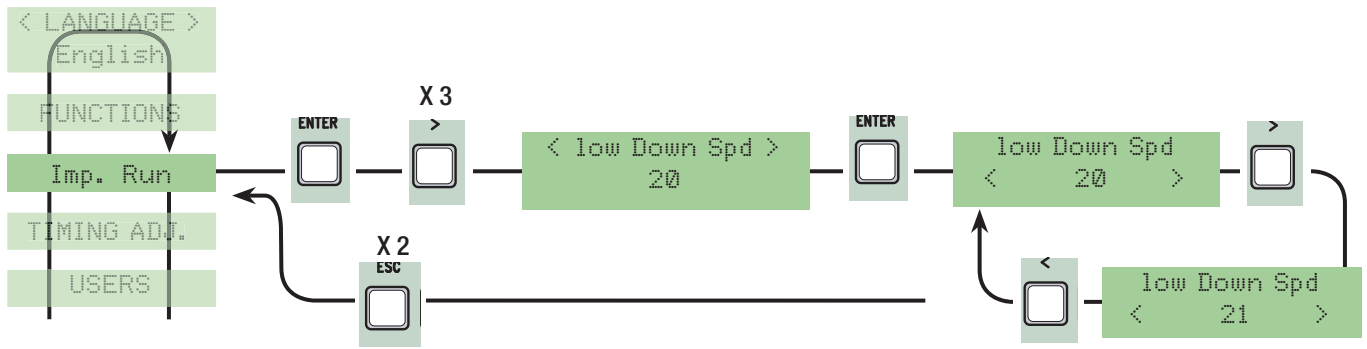 < LANGUAGE >
English
FUNCTIONS
Imp. Run
TIMING ADJ.
USERS
ENTER
X 3
>
< low Down Spd >
20
ENTER
low Down Spd
< 20 >
>
low Down Spd
< 21 >
<
X 2
ESC